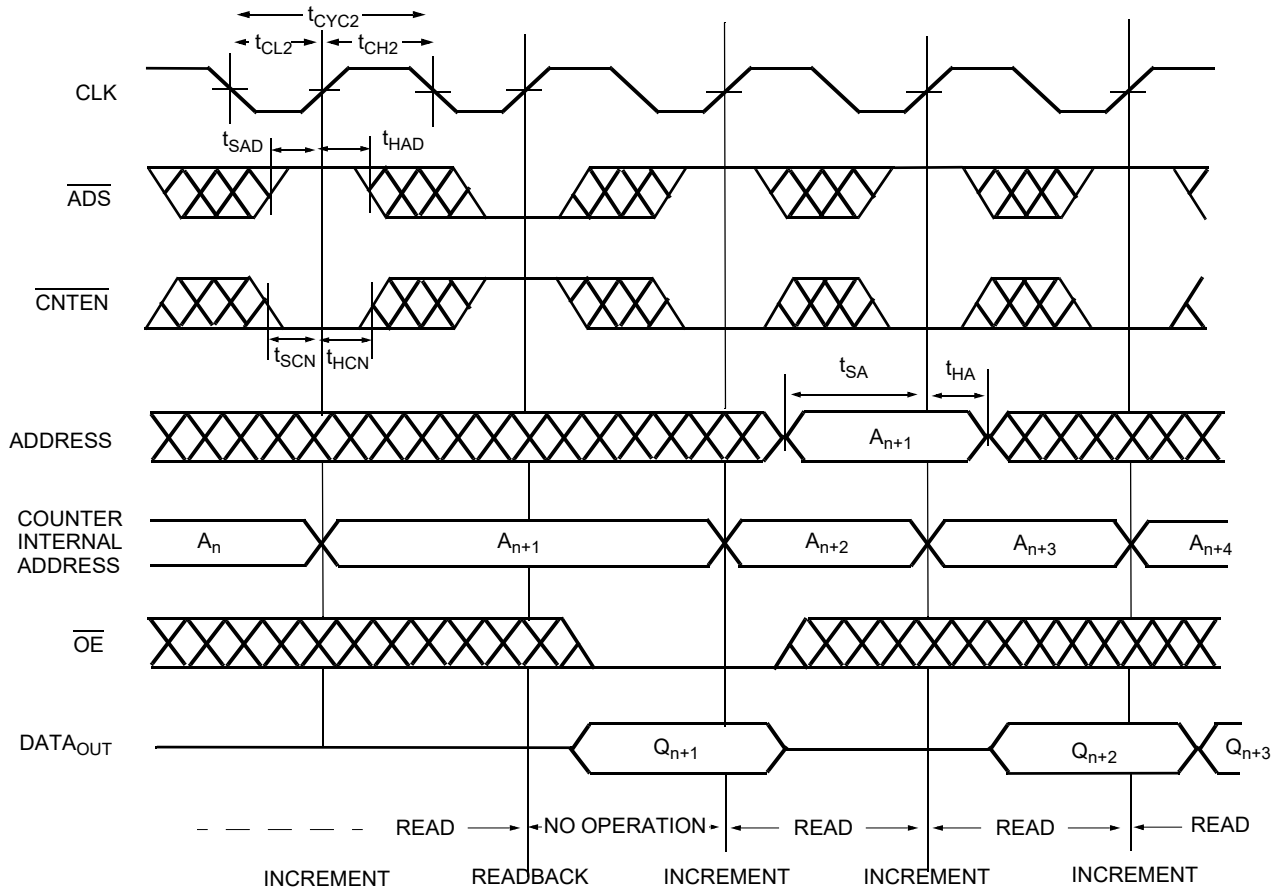 tCYC2
tCL2 tCH2
CLK
tSAD tHAD
ADS
CNTEN
tSCN tHCN
tSA tHA
ADDRESS An+1
COUNTER
INTERNAL
ADDRESS
An An+1 An+2 An+3 An+4
OE
DATAOUT Qn+1 Qn+2 Qn+3
READ NO OPERATION READ READ READ
INCREMENT READBACK INCREMENT INCREMENT INCREMENT